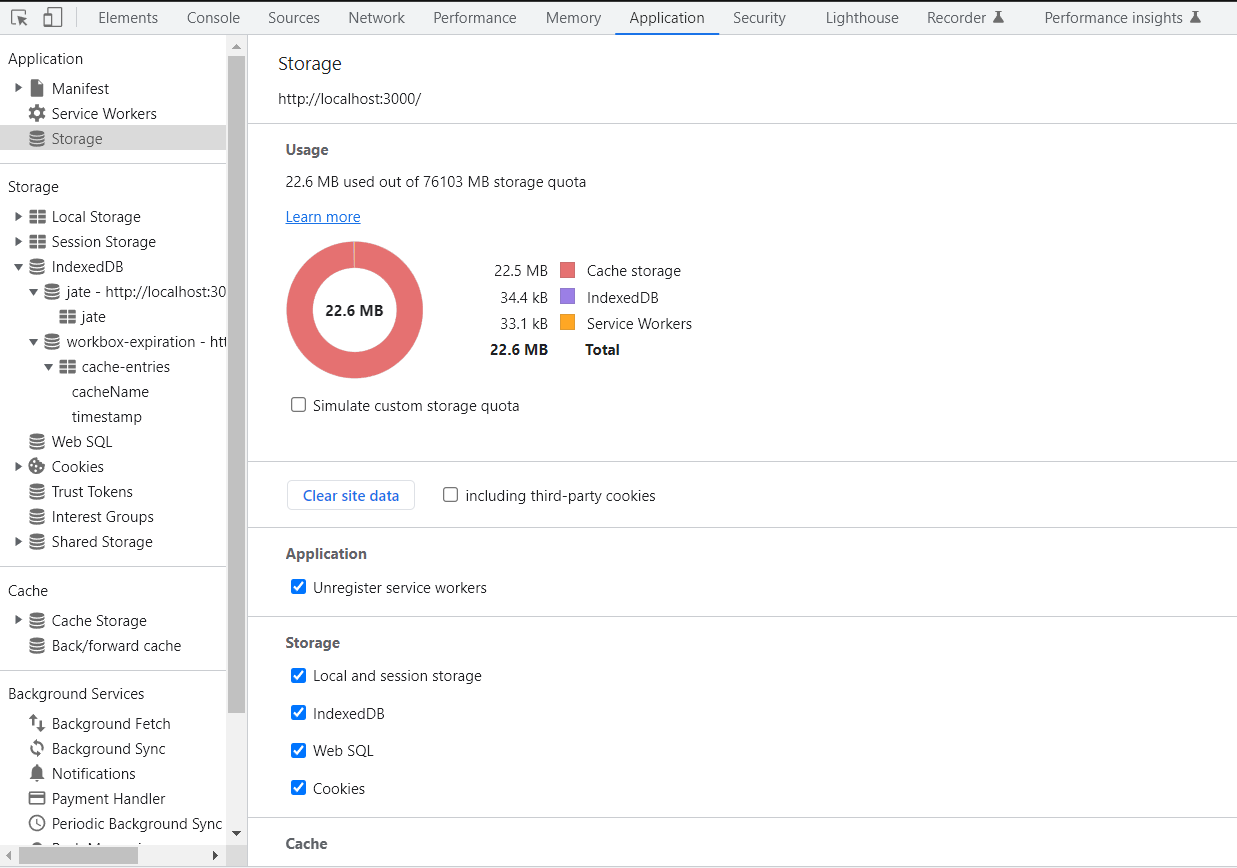 Elements Console Sources Network Performance Memory Application Security Lighthouse Recorder Performance insights
Application
Manifest
Service Workers
Storage
Storage
Local Storage
Session Storage
IndexedDB
jate - http://localhost:30
jate
workbox-expiration - htt
cache-entries
cacheName
timestamp
Web SQL
Cookies
Trust Tokens
Interest Groups
Shared Storage
Cache
Cache Storage
Back/forward cache
Background Services
Background Fetch
Background Sync
Notifications
Payment Handler
Periodic Background Sync
Storage
http://localhost:3000/
Usage
22.6 MB used out of 76103 MB storage quota
Learn more
22.6 MB
22.5 MB Cache storage
34.4 kB IndexedDB
33.1 kB Service Workers
22.6 MB Total
Simulate custom storage quota
Clear site data including third-party cookies
Application
Unregister service workers
Storage
Local and session storage
IndexedDB
Web SQL
Cookies
Cache